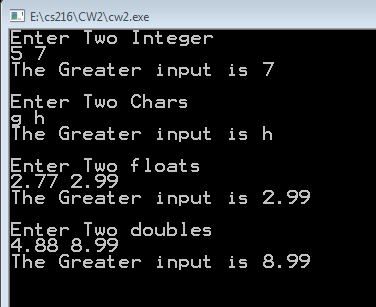 E:\cs216\CW2\cw2.exe
Enter Two Integer
5 7
The Greater input is 7
Enter Two Chars
g h
The Greater input is h
Enter Two floats
2.77 2.99
The Greater input is 2.99
Enter Two doubles
4.88 8.99
The Greater input is 8.99